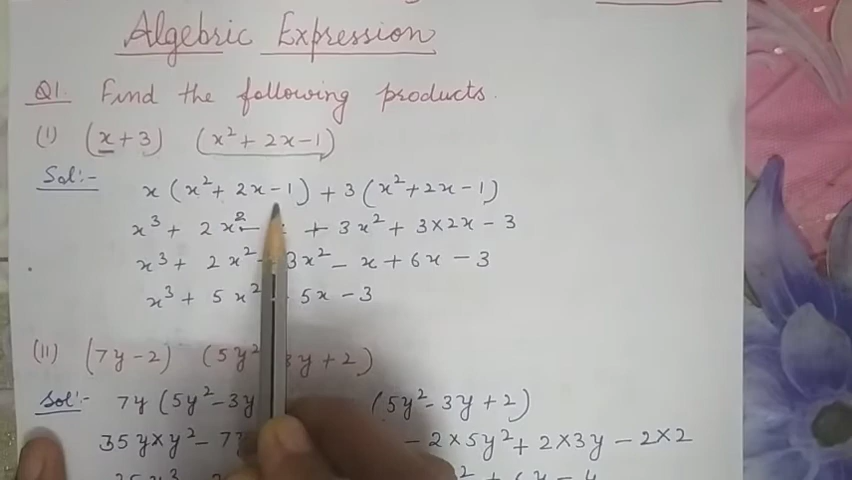 Algebric Expression
Q1. Find the following products.
(I) (x+3) (x² + 2x-1)
Sol:- x (x² + 2x - 1) + 3 (x² + 2x - 1)
x³ + 2x² + 3x² + 3×2x - 3
x³ + 2x² 3x² - x + 6x - 3
x³ + 5x² 5x - 3
(II) (7y-2) (5y² 3y + 2)
Sol:- 7y (5y² - 3y (5y² - 3y + 2)
35y×y² - 7 - 2×5y² + 2×3y - 2×2